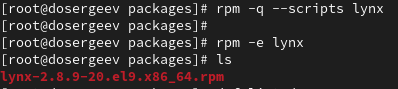 [root@dosergeev packages]# rpm -q --scripts lynx
[root@dosergeev packages]#
[root@dosergeev packages]# rpm -e lynx
[root@dosergeev packages]# ls
lynx-2.8.9-20.el9.x86_64.rpm